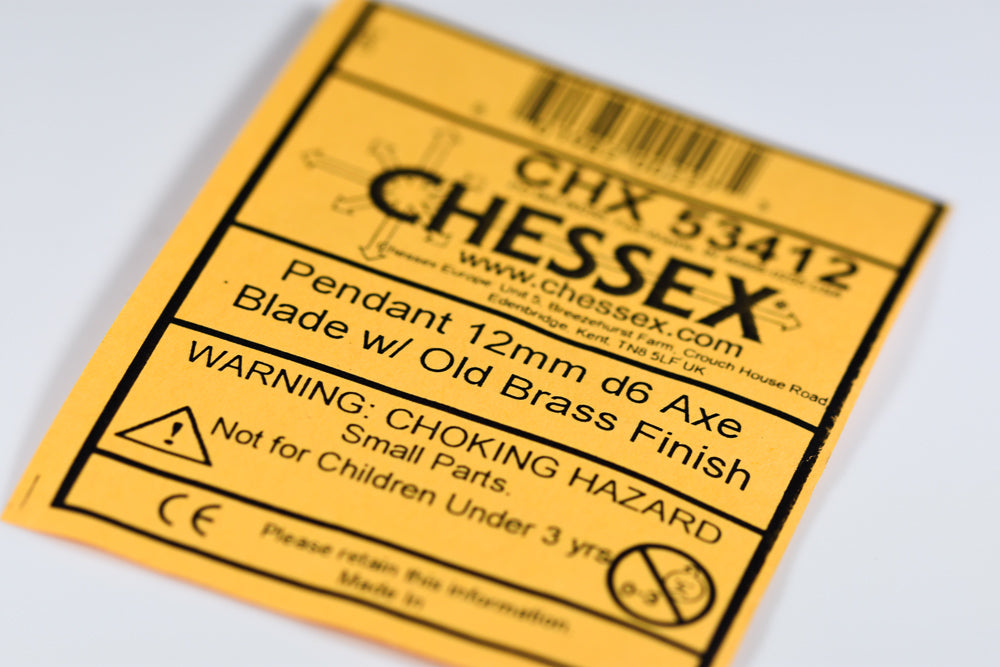 CHX 53412
CHESSEX®
www.chessex.com
Chessex Europe, Unit 5, Breezehurst Farm, Crouch House Road
Edenbridge, Kent, TN8 5LF UK
Pendant 12mm d6 Axe
Blade w/ Old Brass Finish
WARNING: CHOKING HAZARD
Small Parts.
Not for Children Under 3 yrs
0-3
CE
Please retain this information.
Made In